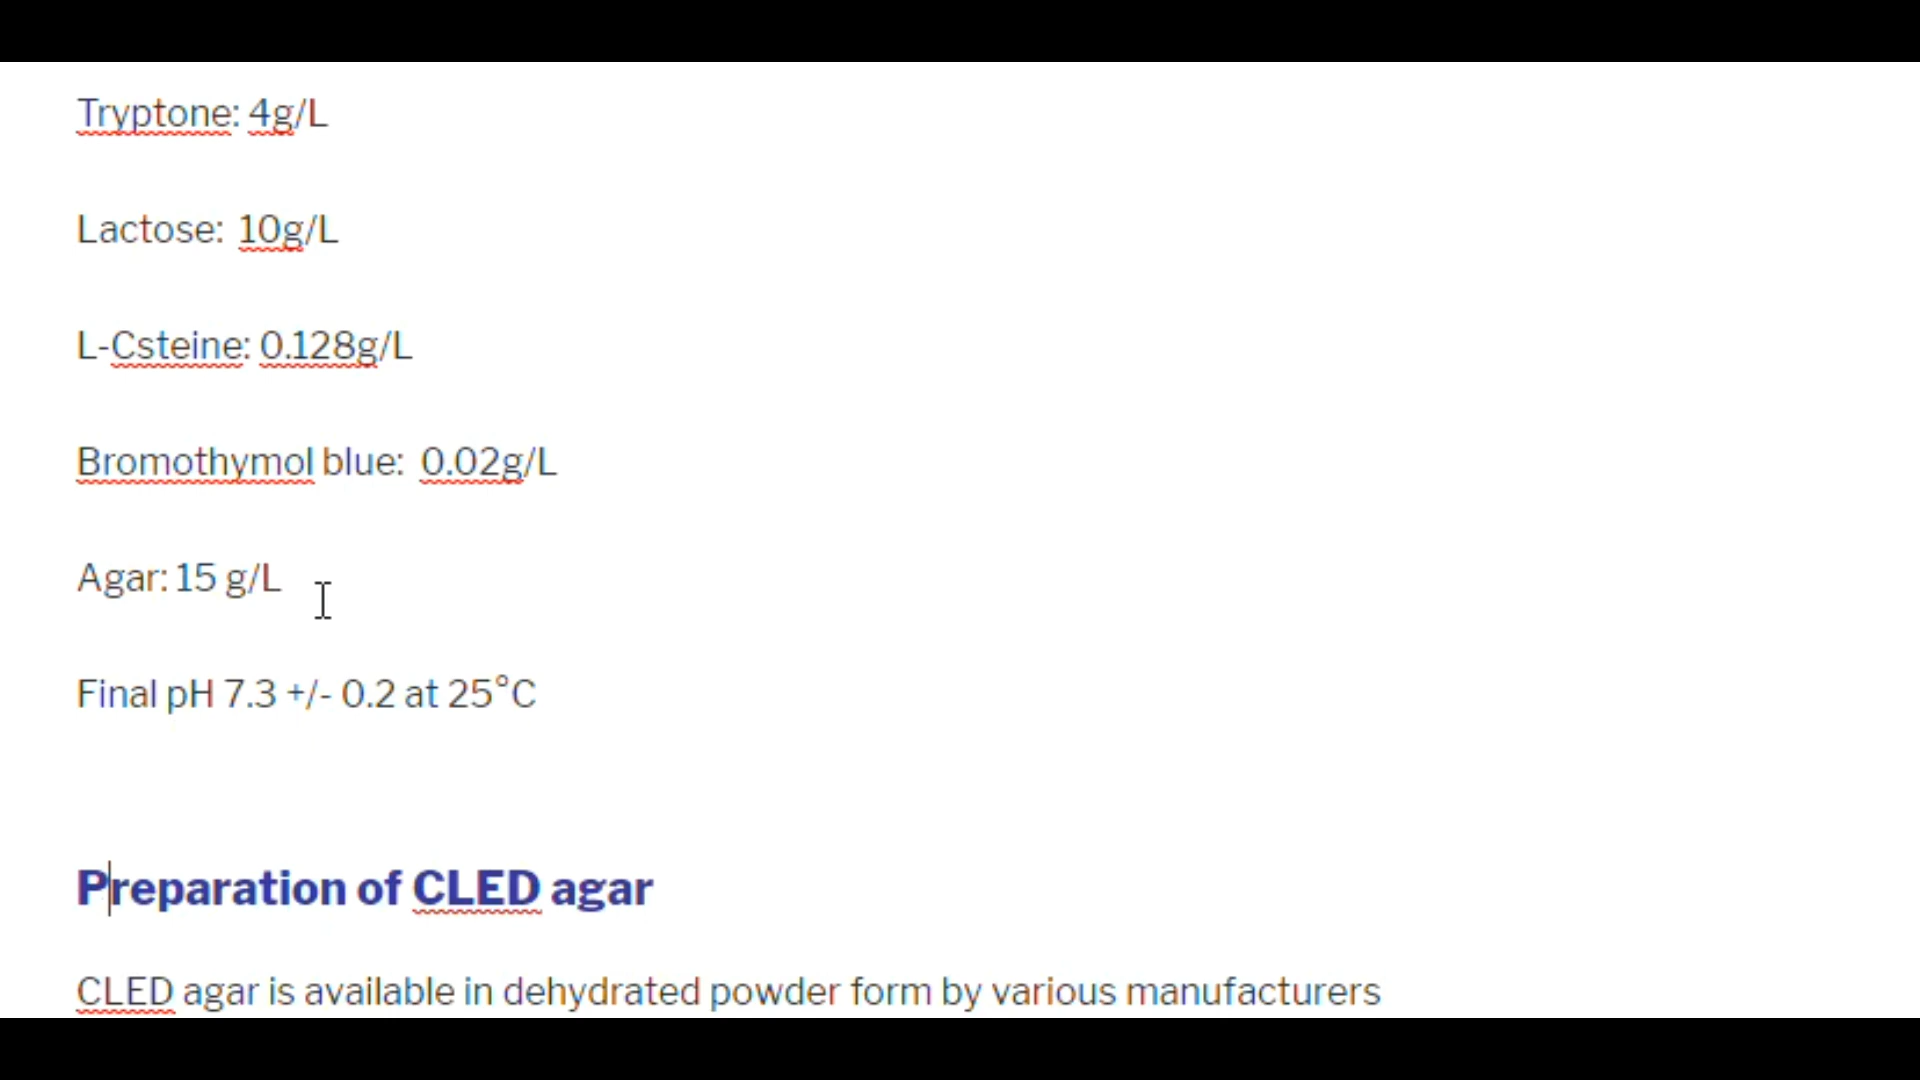 Tryptone: 4g/L
Lactose: 10g/L
L-Csteine: 0.128g/L
Bromothymol blue: 0.02g/L
Agar: 15 g/L
Final pH 7.3 +/- 0.2 at 25°C
Preparation of CLED agar
CLED agar is available in dehydrated powder form by various manufacturers